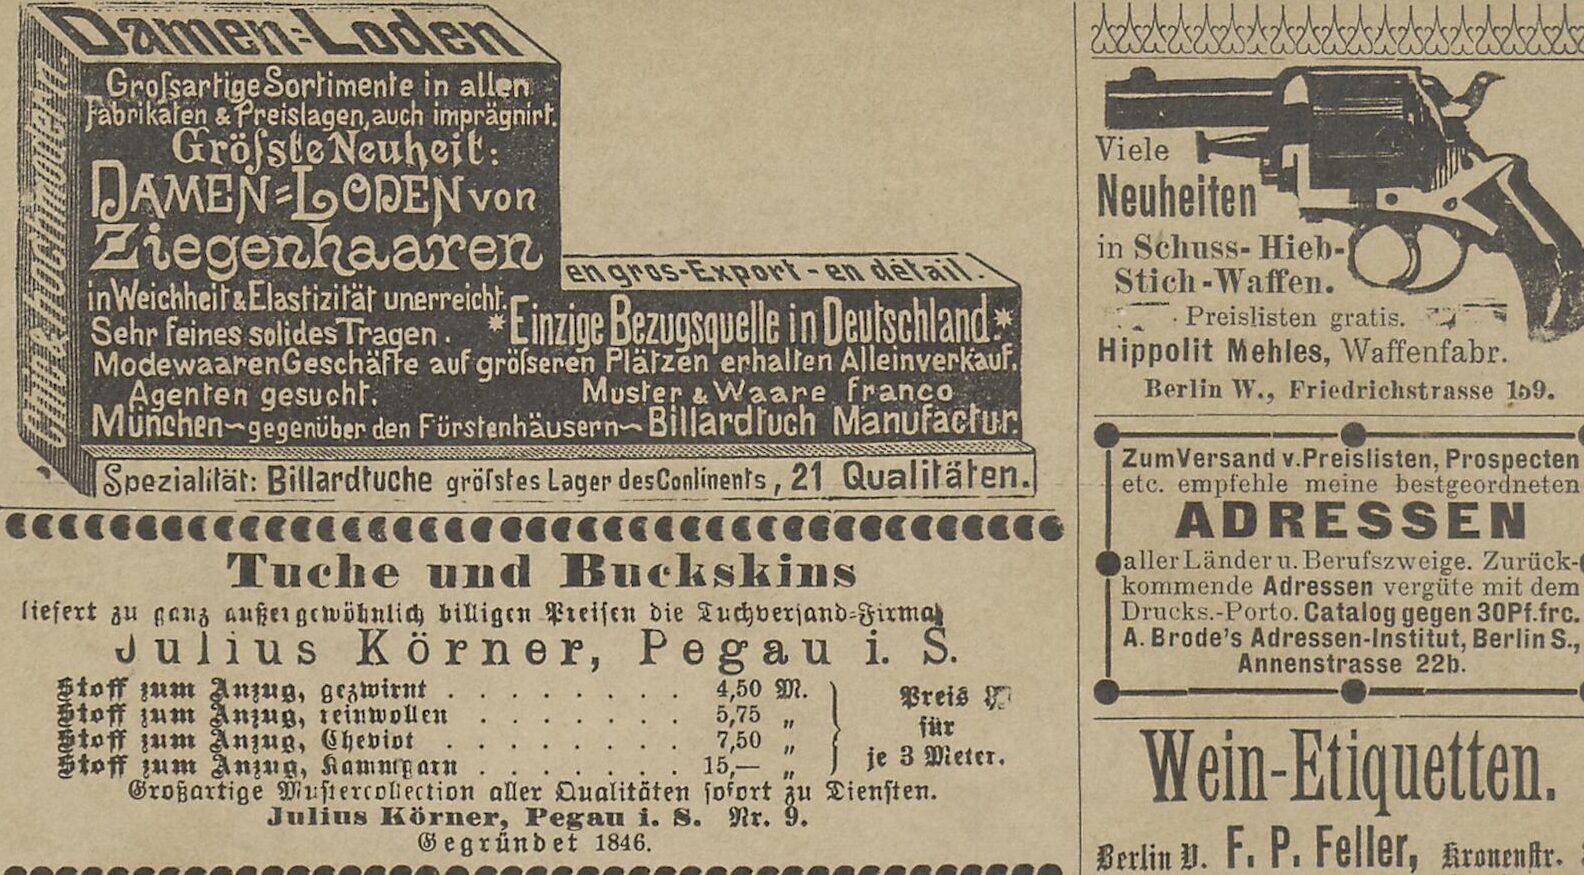 Damen-Loden
Groſsartige Sortimente in allen
Fabrikaten & Preislagen, auch imprägnirt.
Gröſste Neuheit:
DAMEN-LODEN von
Ziegenhaaren
in Weichheit & Elastizität unerreicht.
Sehr feines solides Tragen.
en gros-Export-en détail.
* Einzige Bezugsquelle in Deutschland. *
Modewaaren Geschäfte auf gröſseren Plätzen erhalten Alleinverkauf.
Agenten gesucht. Muster & Waare franco
München~gegenüber den Fürstenhäusern~Billardtuch Manufactur.
Spezialität: Billardtuche gröſstes Lager des Continents, 21 Qualitäten.
Tuche und Buckskins
liefert zu ganz außergewöhnlich billigen Preisen die Tuchversand-Firma
Julius Körner, Pegau i. S.
Stoff zum Anzug, gezwirnt . . . . . . . . 4,50 M.
Stoff zum Anzug, reinwollen . . . . . . . 5,75 „
Stoff zum Anzug, Cheviot . . . . . . . . 7,50 „
Stoff zum Anzug, Kammgarn . . . . . . . 15,— „
Preis
für
je 3 Meter.
Großartige Mustercollection aller Qualitäten sofort zu Diensten.
Julius Körner, Pegau i. S. Nr. 9.
Gegründet 1846.
Viele
Neuheiten
in Schuss- Hieb-
Stich-Waffen.
Preislisten gratis.
Hippolit Mehles, Waffenfabr.
Berlin W., Friedrichstrasse 159.
Zum Versand v. Preislisten, Prospecten
etc. empfehle meine bestgeordneten
ADRESSEN
aller Länder u. Berufszweige. Zurück-
kommende Adressen vergüte mit dem
Drucks.-Porto. Catalog gegen 30 Pf. frc.
A. Brode's Adressen-Institut, Berlin S.,
Annenstrasse 22b.
Wein-Etiquetten.
Berlin W. F. P. Feller, Kronenstr.